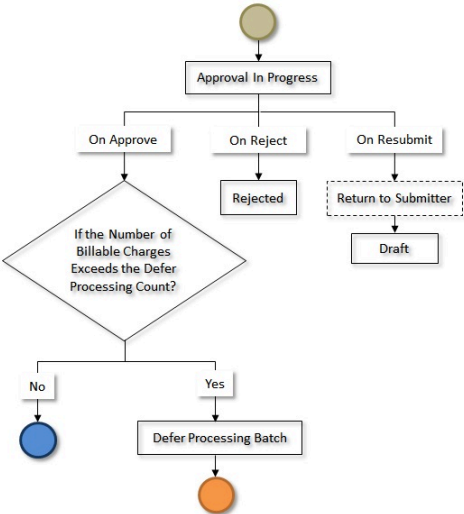 Approval In Progress
On Approve
On Reject
On Resubmit
Rejected
Return to Submitter
If the Number of
Billable Charges
Exceeds the Defer
Processing Count?
Draft
No
Yes
Defer Processing Batch